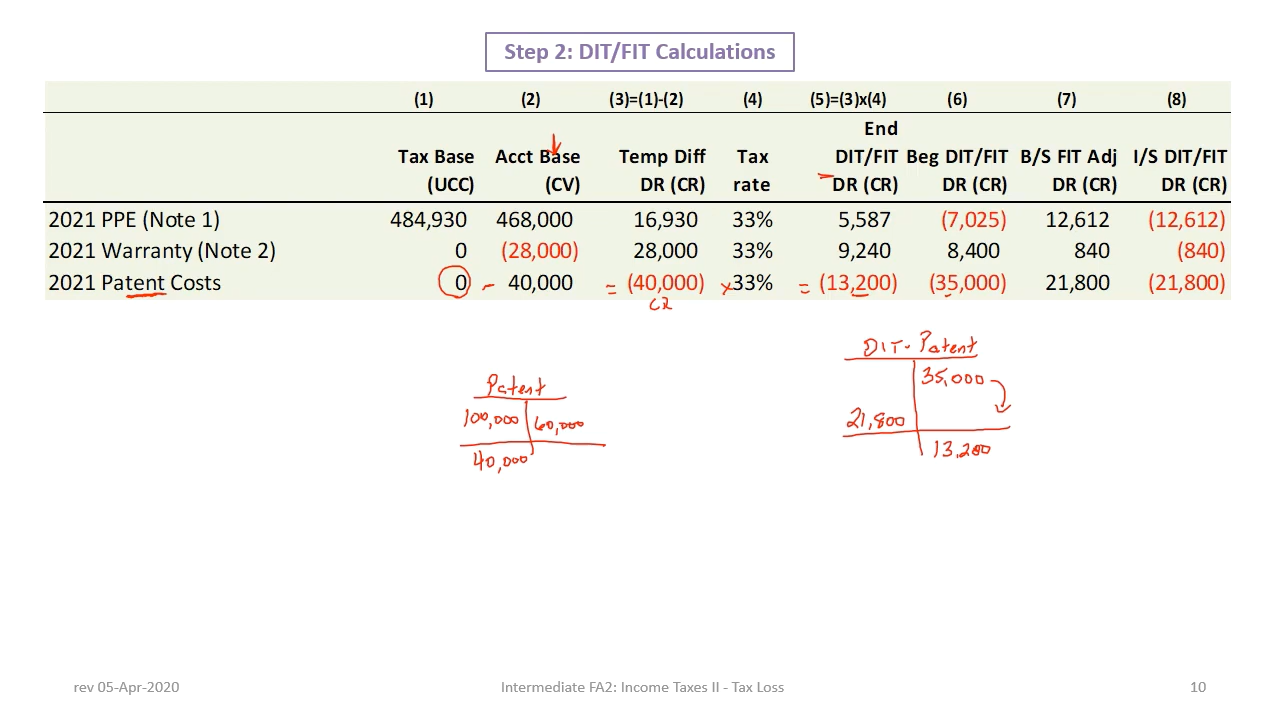 Step 2: DIT/FIT Calculations
(1) (2) (3)=(1)-(2) (4) (5)=(3)x(4) (6) (7) (8)
End
Tax Base Acct Base Temp Diff Tax DIT/FIT Beg DIT/FIT B/S FIT Adj I/S DIT/FIT
(UCC) (CV) DR (CR) rate DR (CR) DR (CR) DR (CR) DR (CR)
2021 PPE (Note 1) 484,930 468,000 16,930 33% 5,587 (7,025) 12,612 (12,612)
2021 Warranty (Note 2) 0 (28,000) 28,000 33% 9,240 8,400 840 (840)
2021 Patent Costs 0 - 40,000 = (40,000) x 33% = (13,200) (35,000) 21,800 (21,800)
CR
DIT - Patent
35,000
21,800
13,200
Patent
100,000 60,000
40,000
rev 05-Apr-2020 Intermediate FA2: Income Taxes II - Tax Loss 10